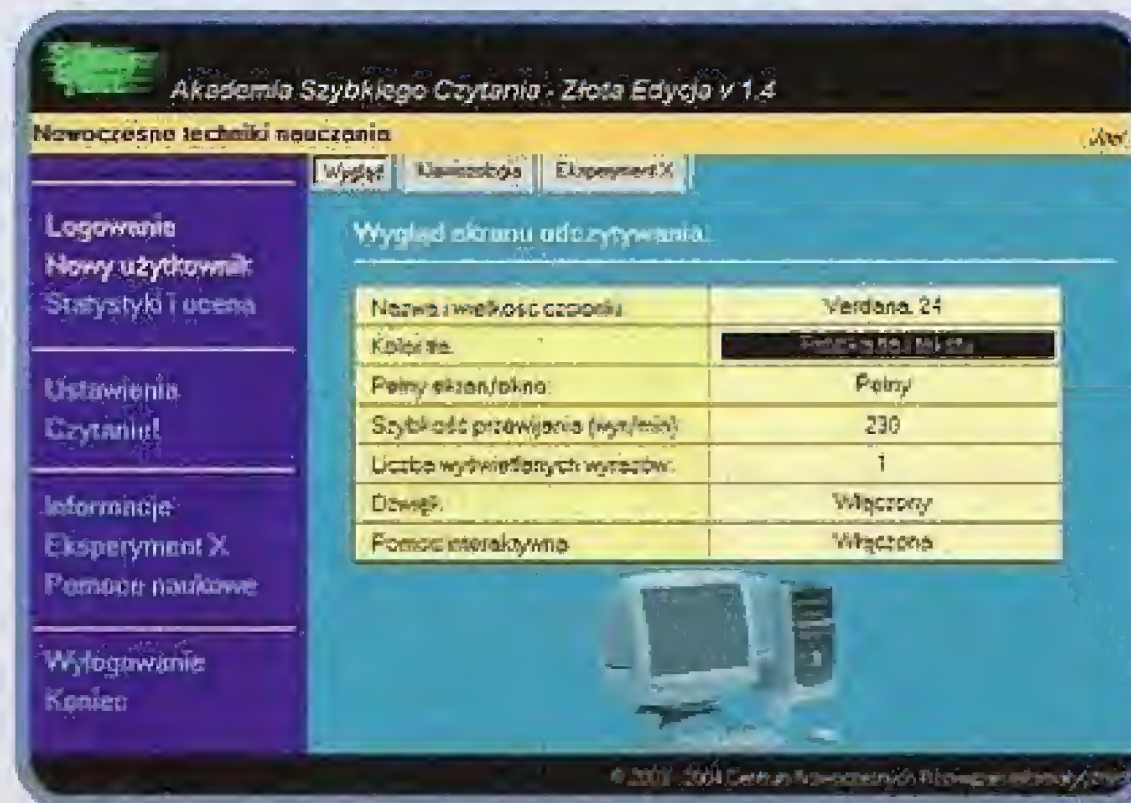 Akademia Szybkiego Czytania - Złota Edycja v 1.4
Nowoczesne techniki nauczania
Wygląd Klawiszologia Eksperyment X
Wygląd ekranu odczytywania:
Logowanie
Nowy użytkownik
Statystyki i ocena
Ustawienia
Czytanie!
Informacje
Eksperyment X
Pomoce naukowe
Wylogowanie
Koniec
Nazwa i wielkość czcionki: Verdana, 24
Kolor tła:
Pełny ekran/okno: Pełny
Szybkość przewijania (wyr/min): 230
Liczba wyświetlanych wyrazów: 1
Dźwięk: Włączony
Pomoc interaktywna: Włączona